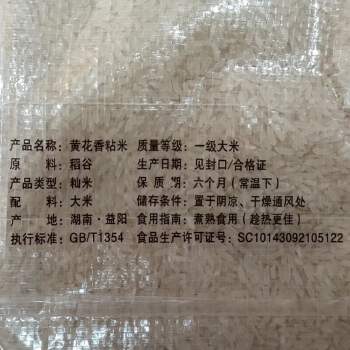 产品名称：黄花香粘米 质量等级：一级大米
原 料：稻谷 生产日期：见封口/合格证
产品类型：籼米 保 质 期：六个月（常温下）
配 料：大米 储存条件：置于阴凉、干燥通风处
产 地：湖南·益阳 食用指南：煮熟食用（趁热更佳）
执行标准：GB/T1354 食品生产许可证号：SC10143092105122